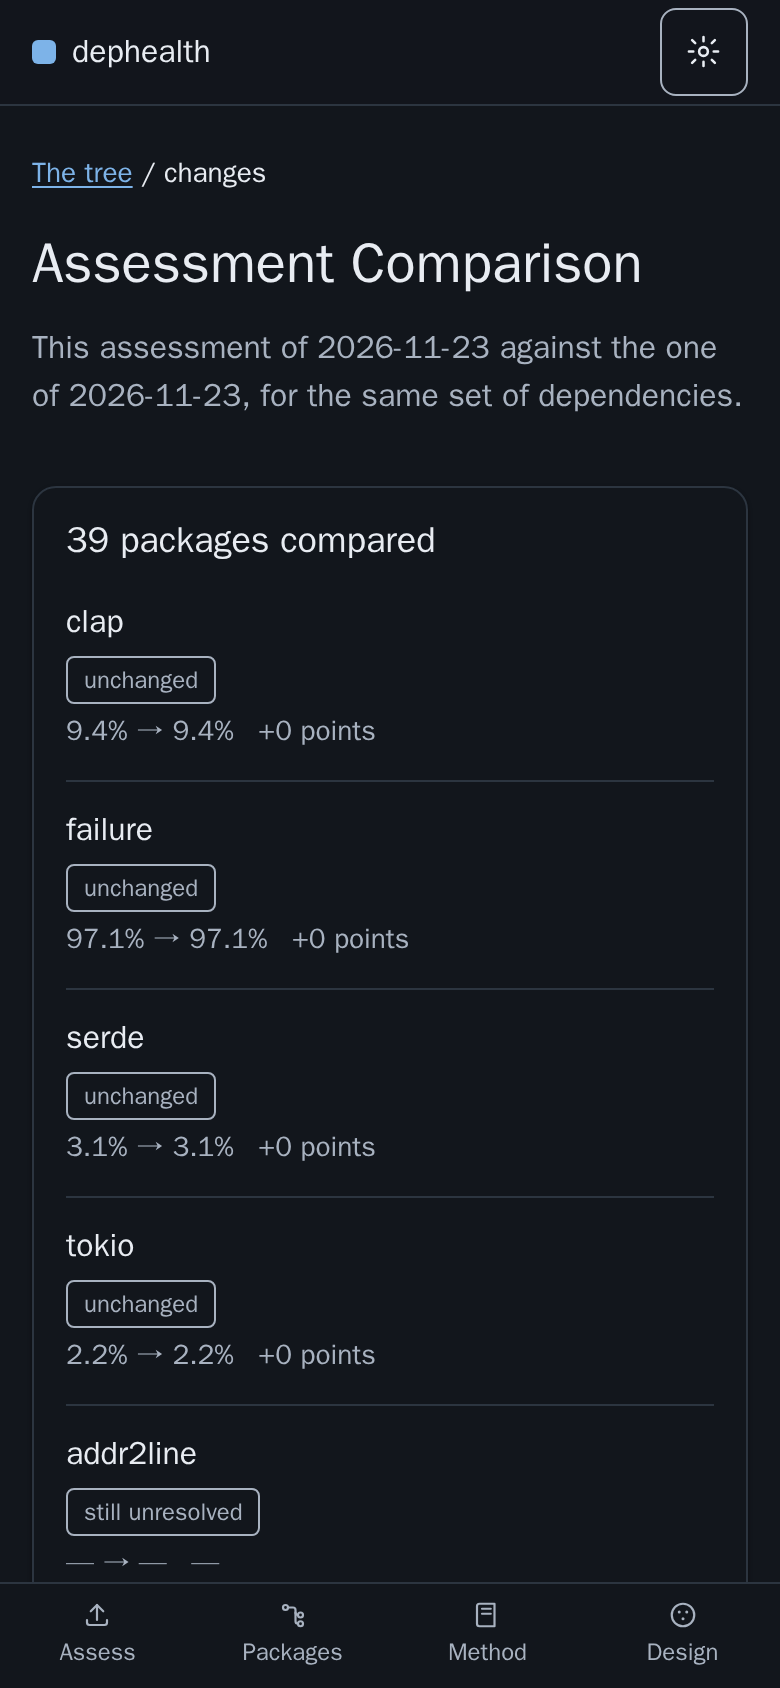 dephealth
The tree / changes
Assessment Comparison
This assessment of 2026-11-23 against the one
of 2026-11-23, for the same set of dependencies.
39 packages compared
clap
unchanged
9.4% → 9.4% +0 points
failure
unchanged
97.1% → 97.1% +0 points
serde
unchanged
3.1% → 3.1% +0 points
tokio
unchanged
2.2% → 2.2% +0 points
addr2line
still unresolved
— → — —
Assess Packages Method Design